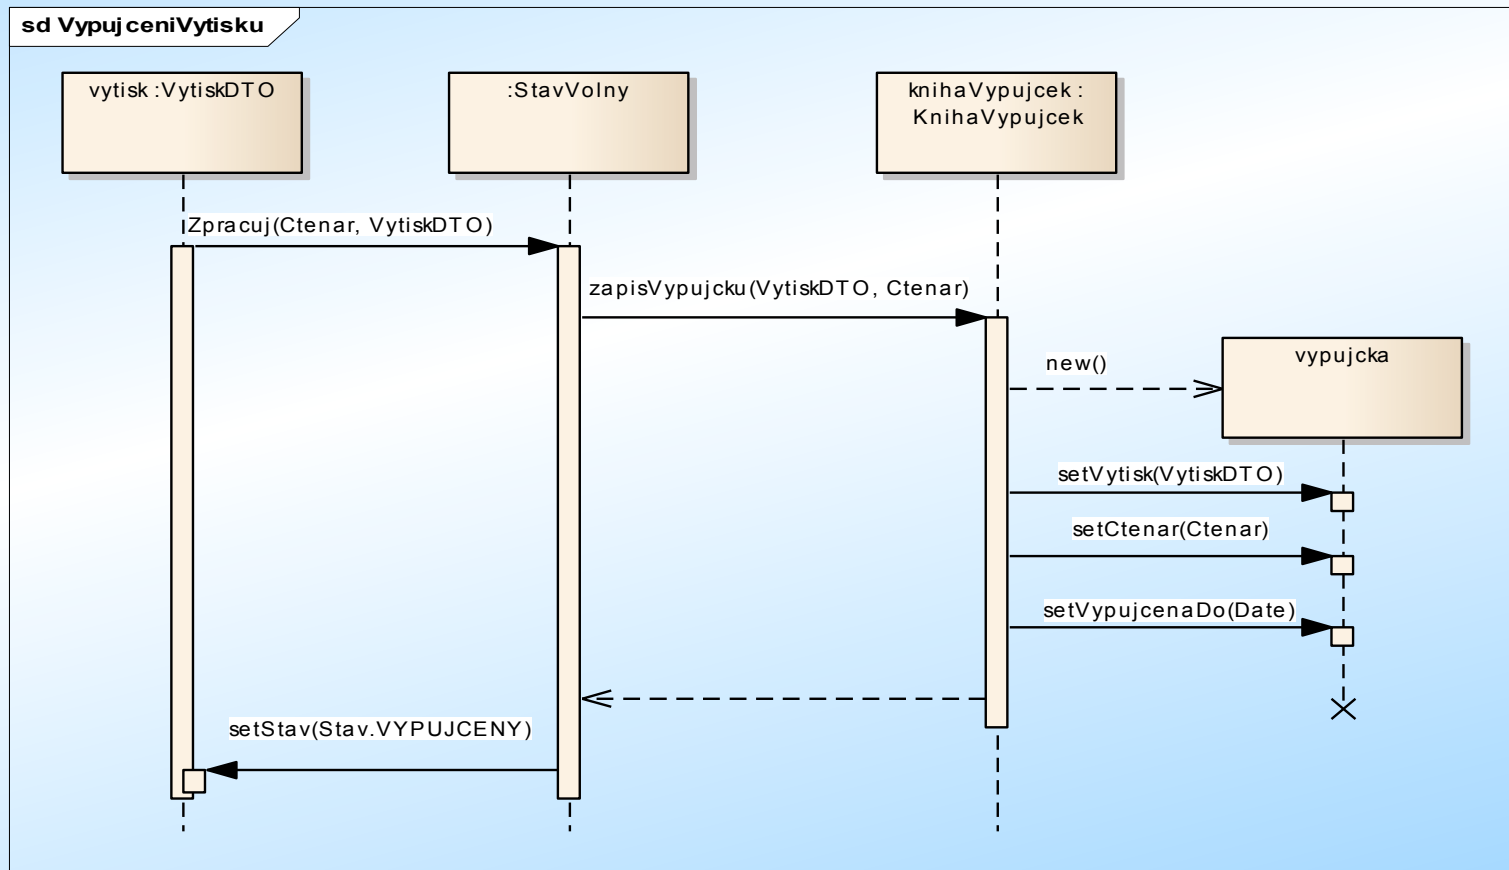 sd VypujceniVytisku
vytisk :VytiskDTO
:StavVolny
knihaVypujcek :
KnihaVypujcek
Zpracuj(Ctenar, VytiskDTO)
zapisVypujcku(VytiskDTO, Ctenar)
vypujcka
new()
setVytisk(VytiskDTO)
setCtenar(Ctenar)
setVypujcenaDo(Date)
setStav(Stav.VYPUJCENY)